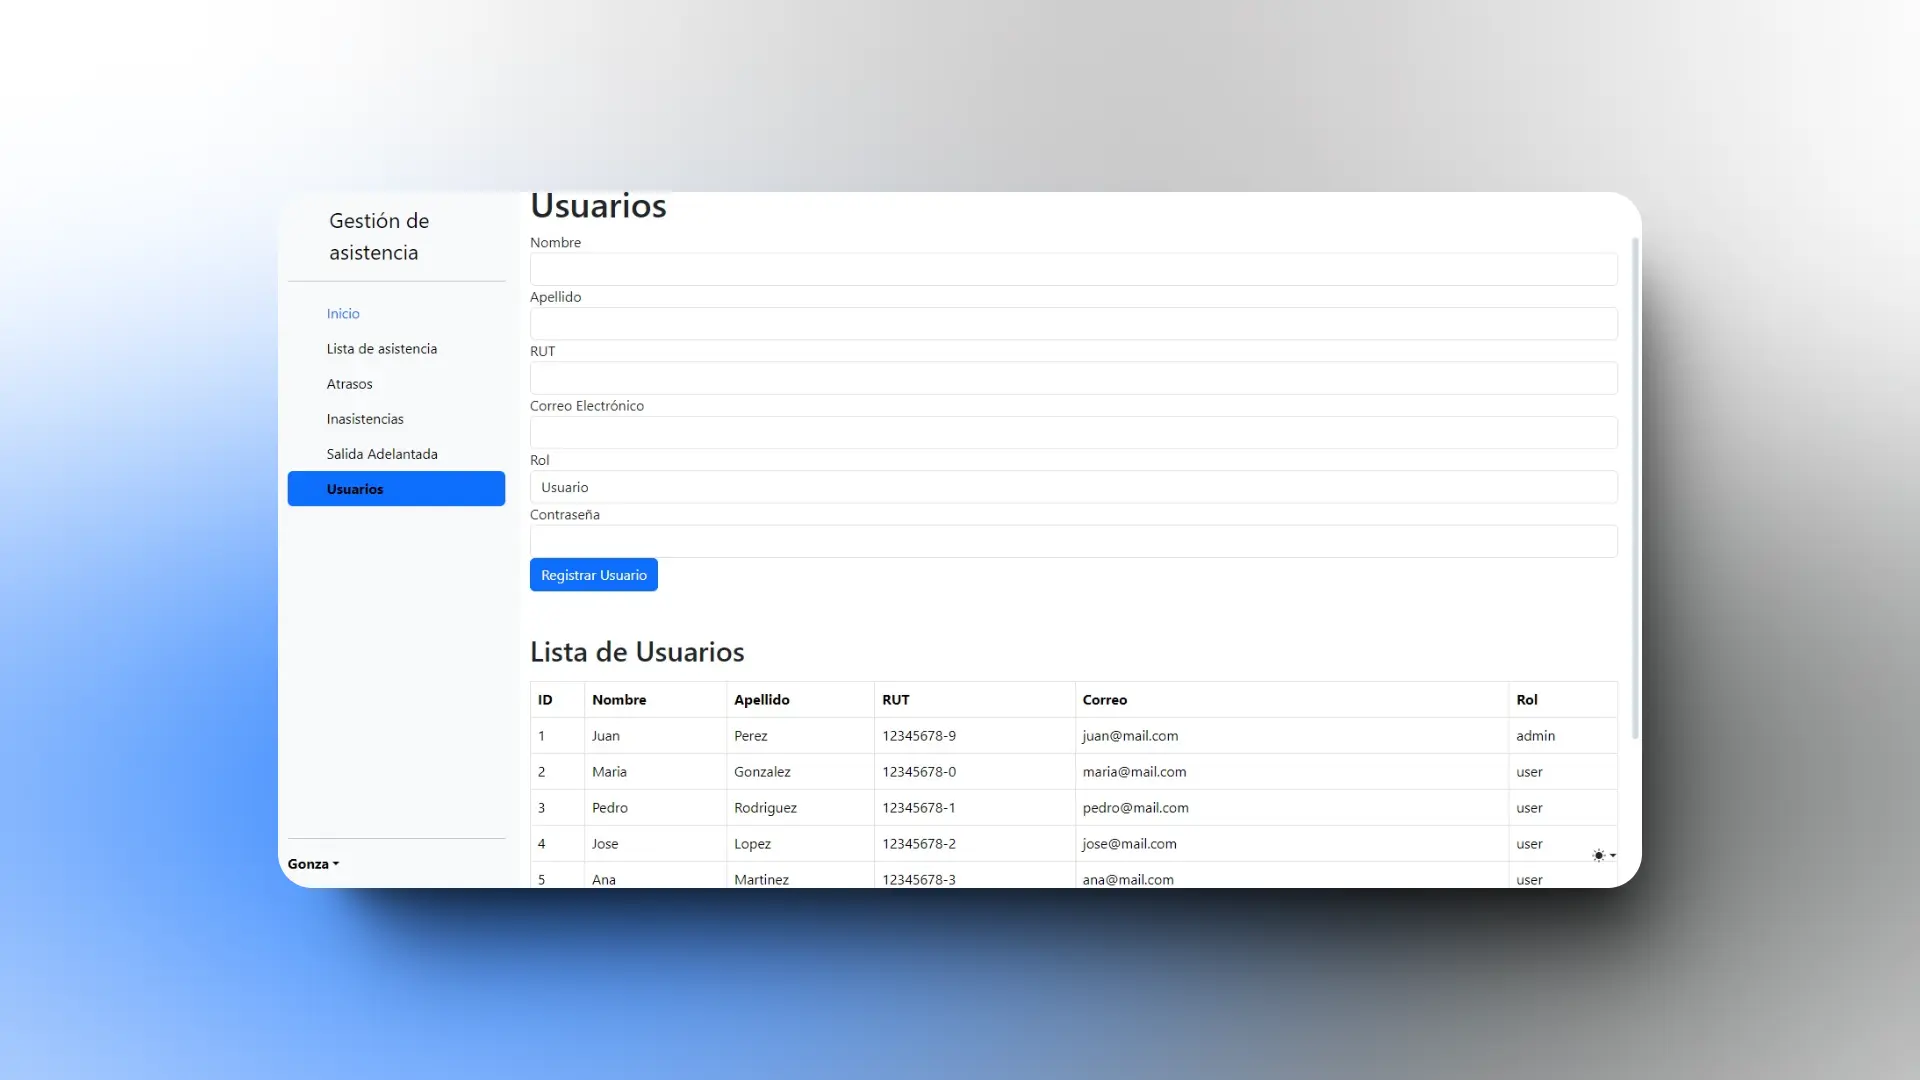 Gestión de
asistencia
Inicio
Lista de asistencia
Atrasos
Inasistencias
Salida Adelantada
Usuarios
Gonza
Usuarios
Nombre
Apellido
RUT
Correo Electrónico
Rol
Usuario
Contraseña
Registrar Usuario
Lista de Usuarios
ID Nombre Apellido RUT Correo Rol
1 Juan Perez 12345678-9 juan@mail.com admin
2 Maria Gonzalez 12345678-0 maria@mail.com user
3 Pedro Rodriguez 12345678-1 pedro@mail.com user
4 Jose Lopez 12345678-2 jose@mail.com user
5 Ana Martinez 12345678-3 ana@mail.com user